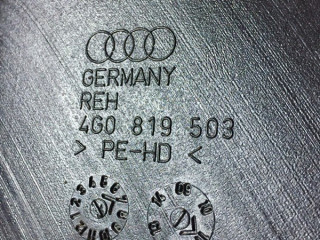 GERMANY
REH
4G0 819 503
> PE-HD <